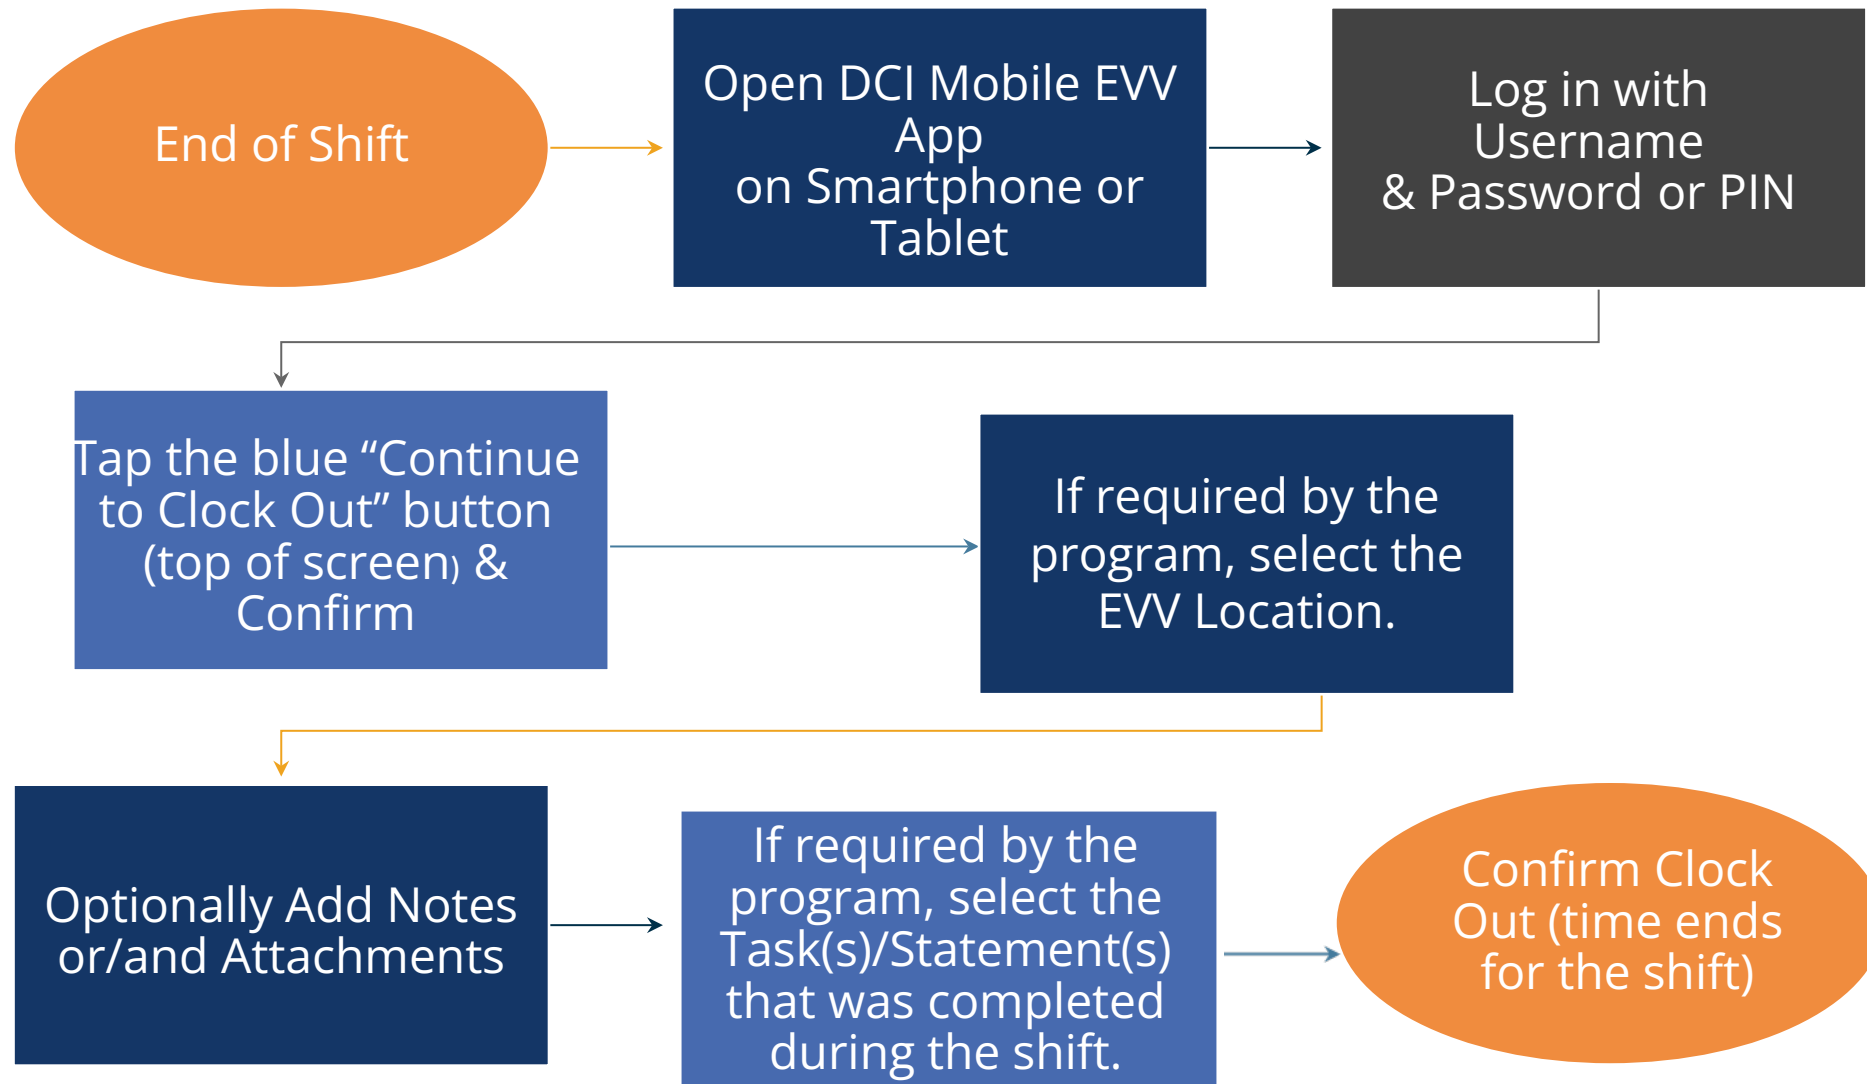 End of Shift
Open DCI Mobile EVV
App
on Smartphone or
Tablet
Log in with
Username
& Password or PIN
Tap the blue “Continue
to Clock Out” button
(top of screen) &
Confirm
If required by the
program, select the
EVV Location.
Optionally Add Notes
or/and Attachments
If required by the
program, select the
Task(s)/Statement(s)
that was completed
during the shift.
Confirm Clock
Out (time ends
for the shift)